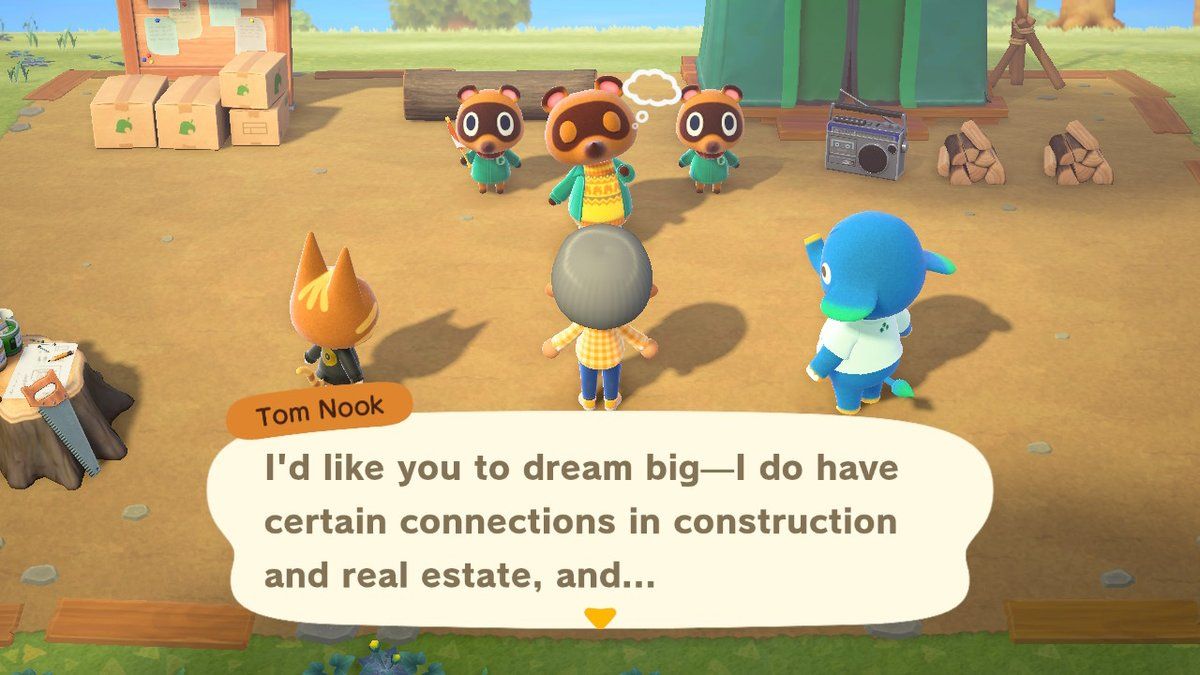 Tom Nook
I'd like you to dream big—I do have
certain connections in construction
and real estate, and...